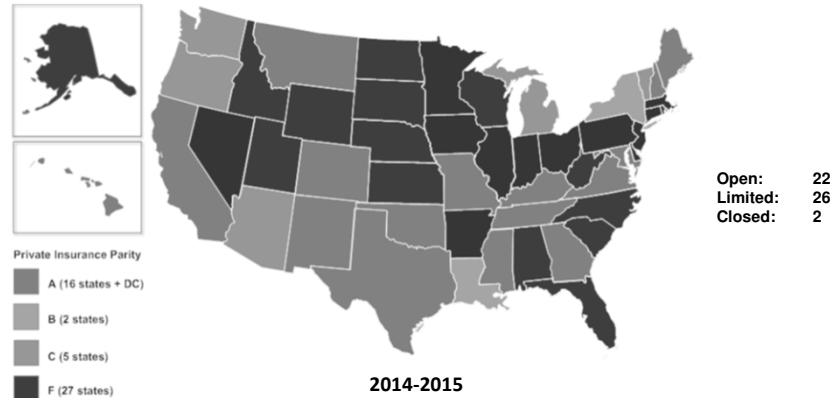 Private Insurance Parity
A (16 states + DC)
B (2 states)
C (5 states)
F (27 states)
2014-2015
Open: 22
Limited: 26
Closed: 2